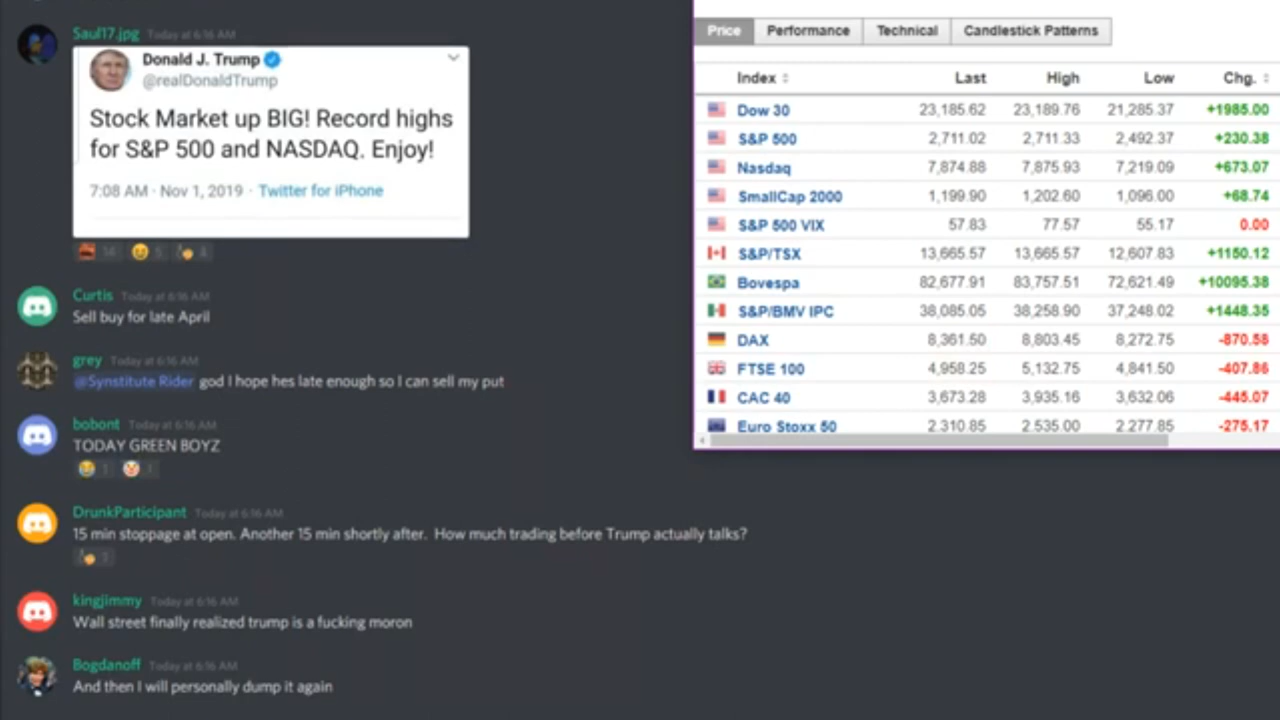 Saul17.jpg Today at 6:16 AM
Donald J. Trump
@realDonaldTrump
Stock Market up BIG! Record highs
for S&P 500 and NASDAQ. Enjoy!
7:08 AM · Nov 1, 2019 · Twitter for iPhone
14 5 4
Curtis Today at 6:16 AM
Sell buy for late April
grey Today at 6:16 AM
@Synstitute Rider god I hope hes late enough so I can sell my put
bobont Today at 6:16 AM
TODAY GREEN BOYZ
1 1
DrunkParticipant Today at 6:16 AM
15 min stoppage at open. Another 15 min shortly after. How much trading before Trump actually talks?
kingjimmy Today at 6:16 AM
Wall street finally realized trump is a fucking moron
Bogdanoff Today at 6:16 AM
And then I will personally dump it again
Price Performance Technical Candlestick Patterns
Index Last High Low Chg.
Dow 30 23,185.62 23,189.76 21,285.37 +1985.00
S&P 500 2,711.02 2,711.33 2,492.37 +230.38
Nasdaq 7,874.88 7,875.93 7,219.09 +673.07
SmallCap 2000 1,199.90 1,202.60 1,096.00 +68.74
S&P 500 VIX 57.83 77.57 55.17 0.00
S&P/TSX 13,665.57 13,665.57 12,607.83 +1150.12
Bovespa 82,677.91 83,757.51 72,621.49 +10095.38
S&P/BMV IPC 38,085.05 38,258.90 37,248.02 +1448.35
DAX 8,361.50 8,803.45 8,272.75 -870.58
FTSE 100 4,958.25 5,132.75 4,841.50 -407.86
CAC 40 3,673.28 3,935.16 3,632.06 -445.07
Euro Stoxx 50 2,310.85 2,535.00 2,277.85 -275.17